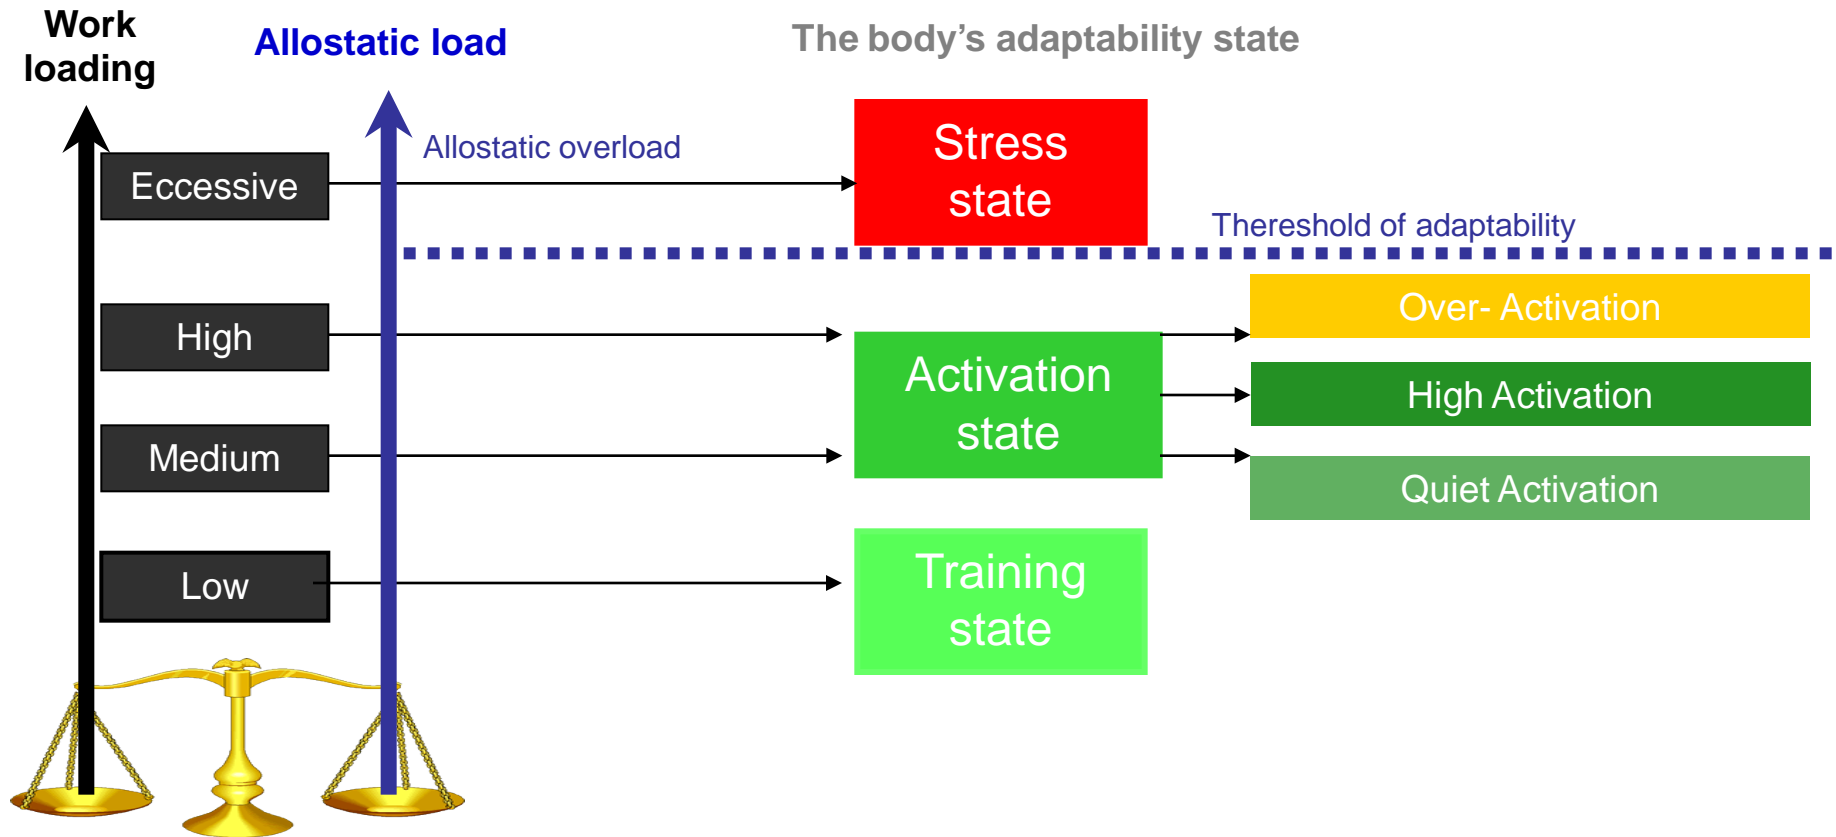 Work
loading
Allostatic load
The body's adaptability state
Allostatic overload
Eccessive
Stress
state
Thereshold of adaptability
High
Over- Activation
Activation
state
High Activation
Medium
Quiet Activation
Low
Training
state